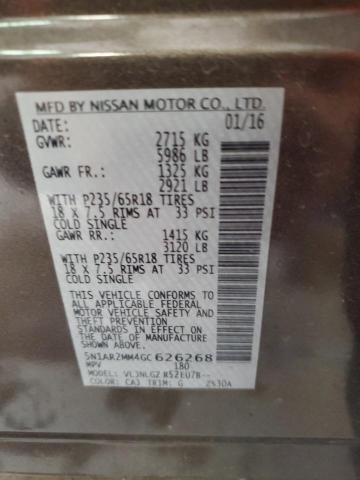 MFD BY NISSAN MOTOR CO., LTD.
DATE: 01/16
GVWR: 2715 KG
5986 LB
GAWR FR.: 1325 KG
2921 LB
WITH P235/65R18 TIRES
18 X 7.5 RIMS AT 33 PSI
COLD SINGLE
GAWR RR.: 1415 KG
3120 LB
WITH P235/65R18 TIRES
18 X 7.5 RIMS AT 33 PSI
COLD SINGLE
THIS VEHICLE CONFORMS TO
ALL APPLICABLE FEDERAL
MOTOR VEHICLE SAFETY
AND THEFT PREVENTION
STANDARDS IN EFFECT ON
THE DATE OF MANUFACTURE
SHOWN ABOVE.
5N1AR2MM4GC626268
MPV 180
MODEL: VL3NLGZ R52EU7B--
COLOR: CAJ TRIM: G